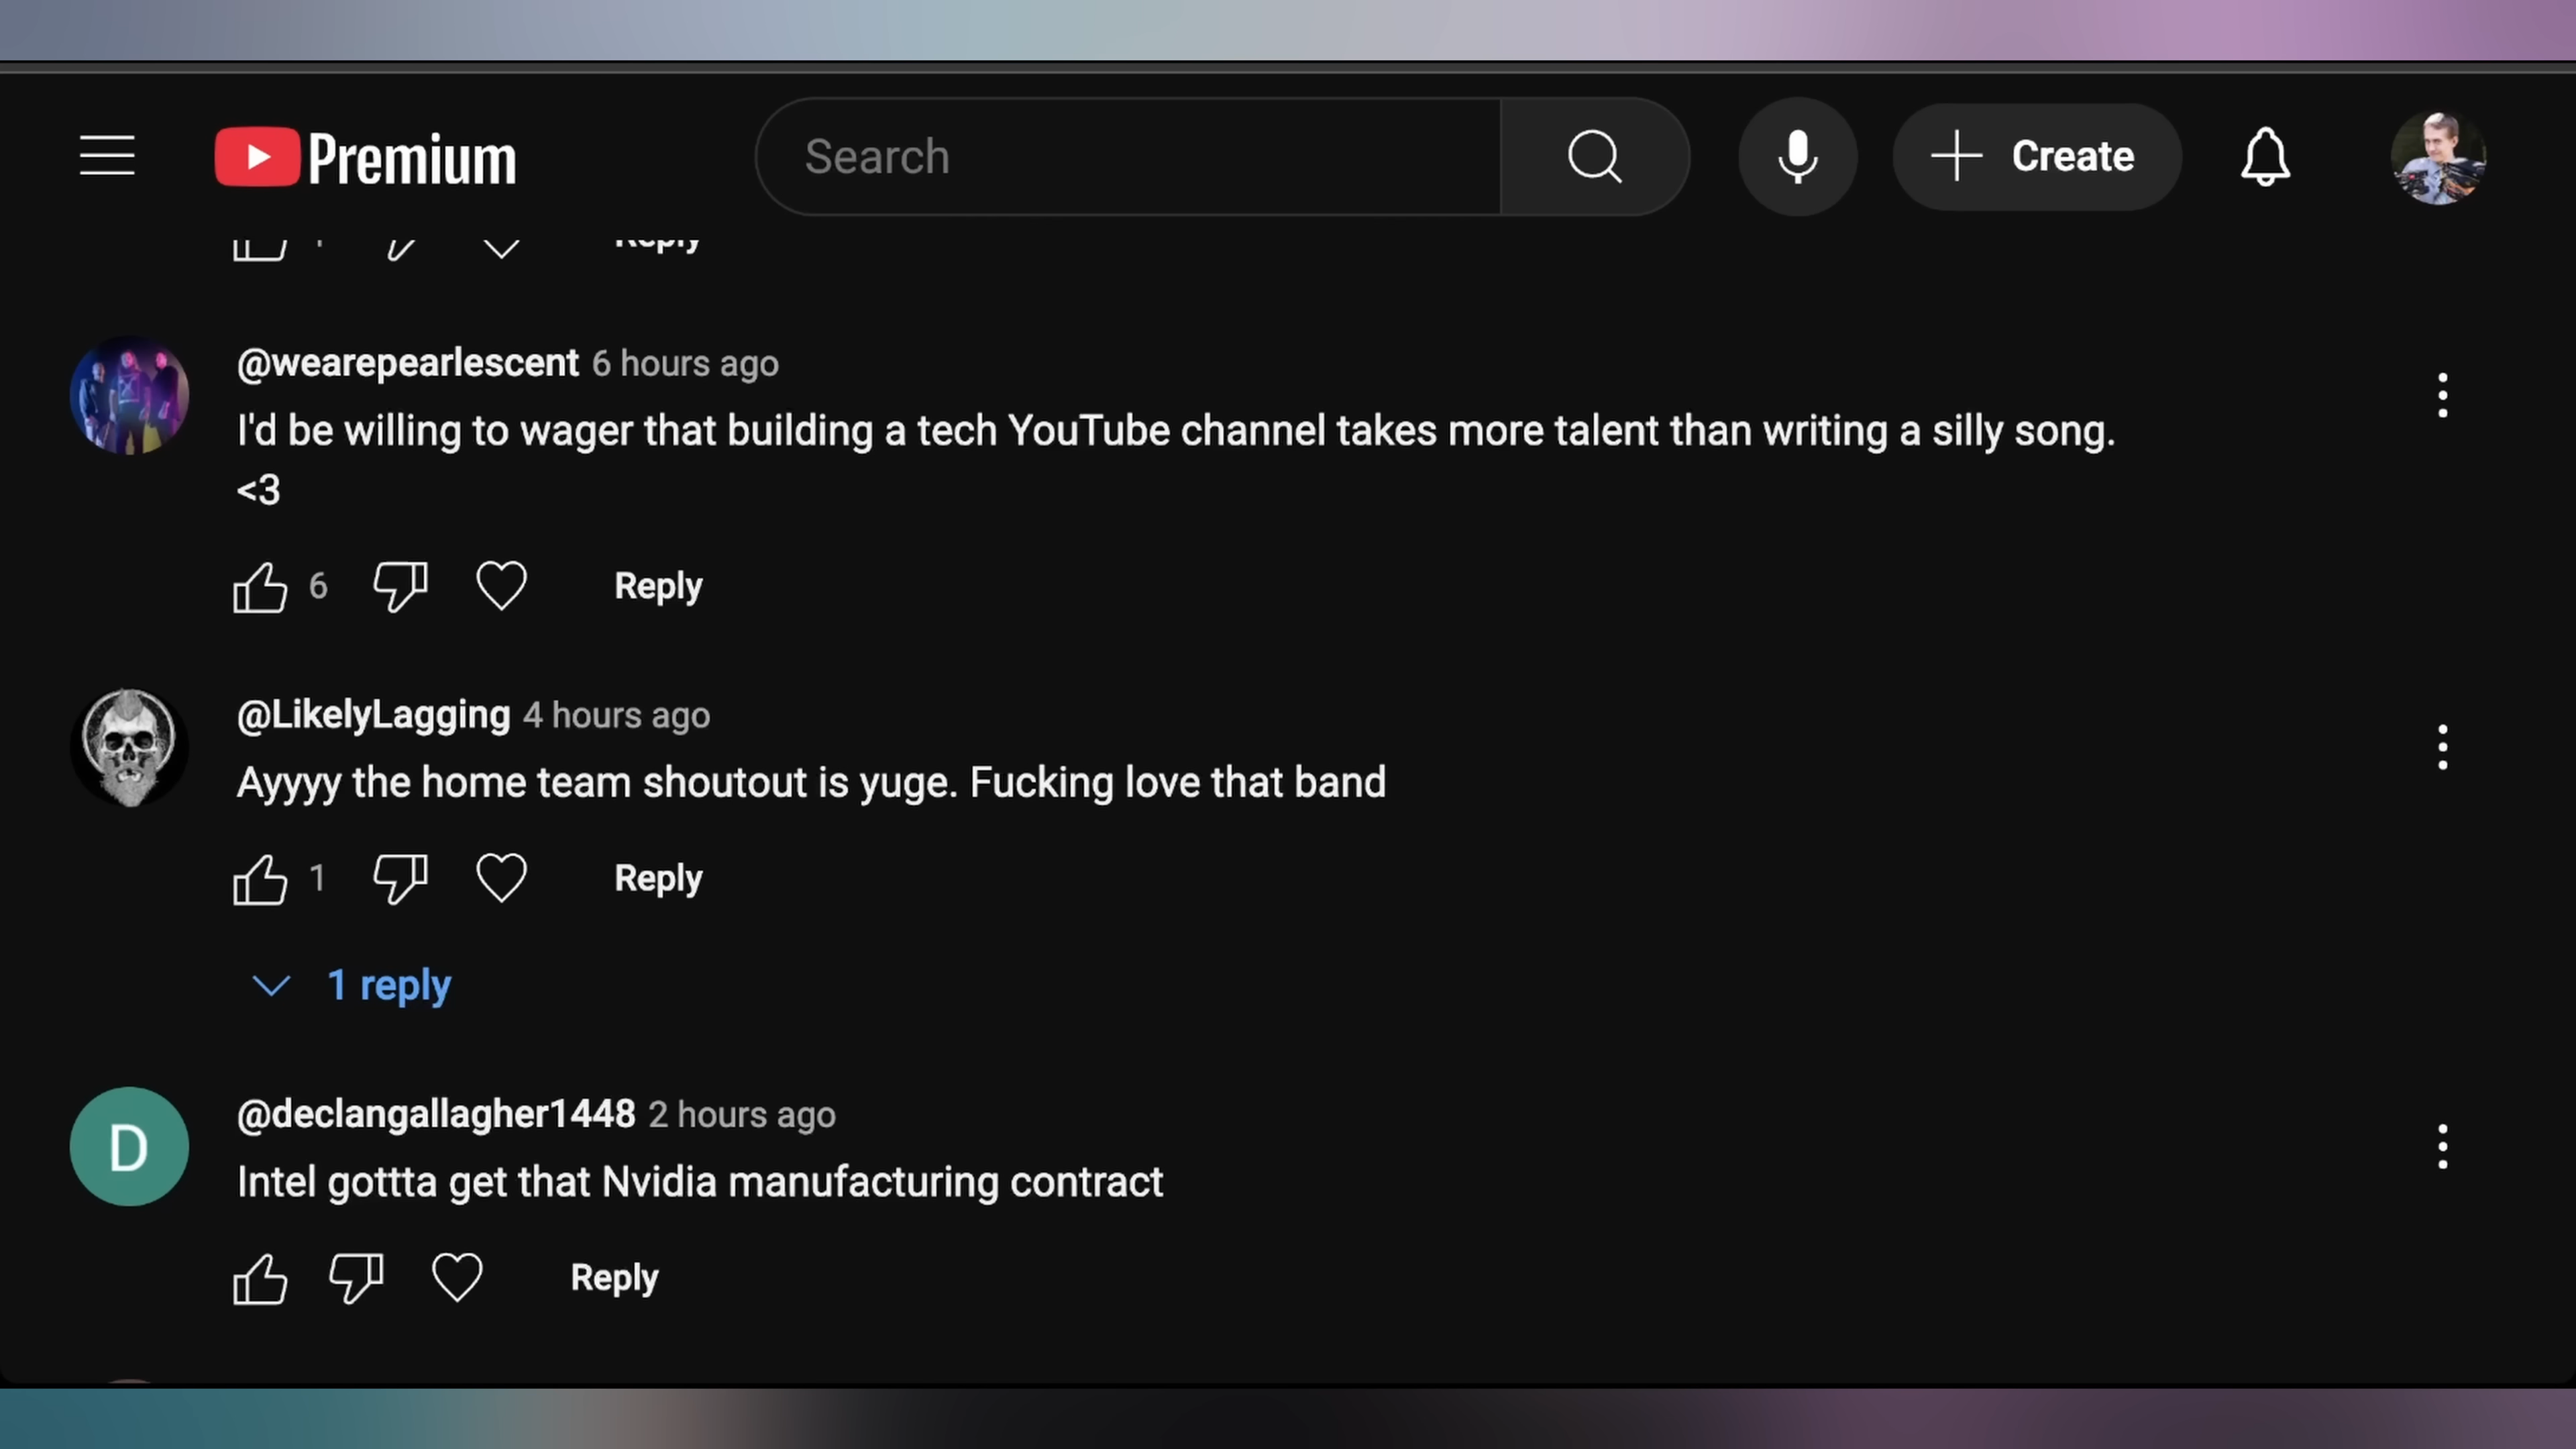 Premium
Search
Create
Reply
@wearepearlescent 6 hours ago
I'd be willing to wager that building a tech YouTube channel takes more talent than writing a silly song.
<3
6
Reply
@LikelyLagging 4 hours ago
Ayyyy the home team shoutout is yuge. Fucking love that band
1
Reply
1 reply
D
@declangallagher1448 2 hours ago
Intel gottta get that Nvidia manufacturing contract
Reply